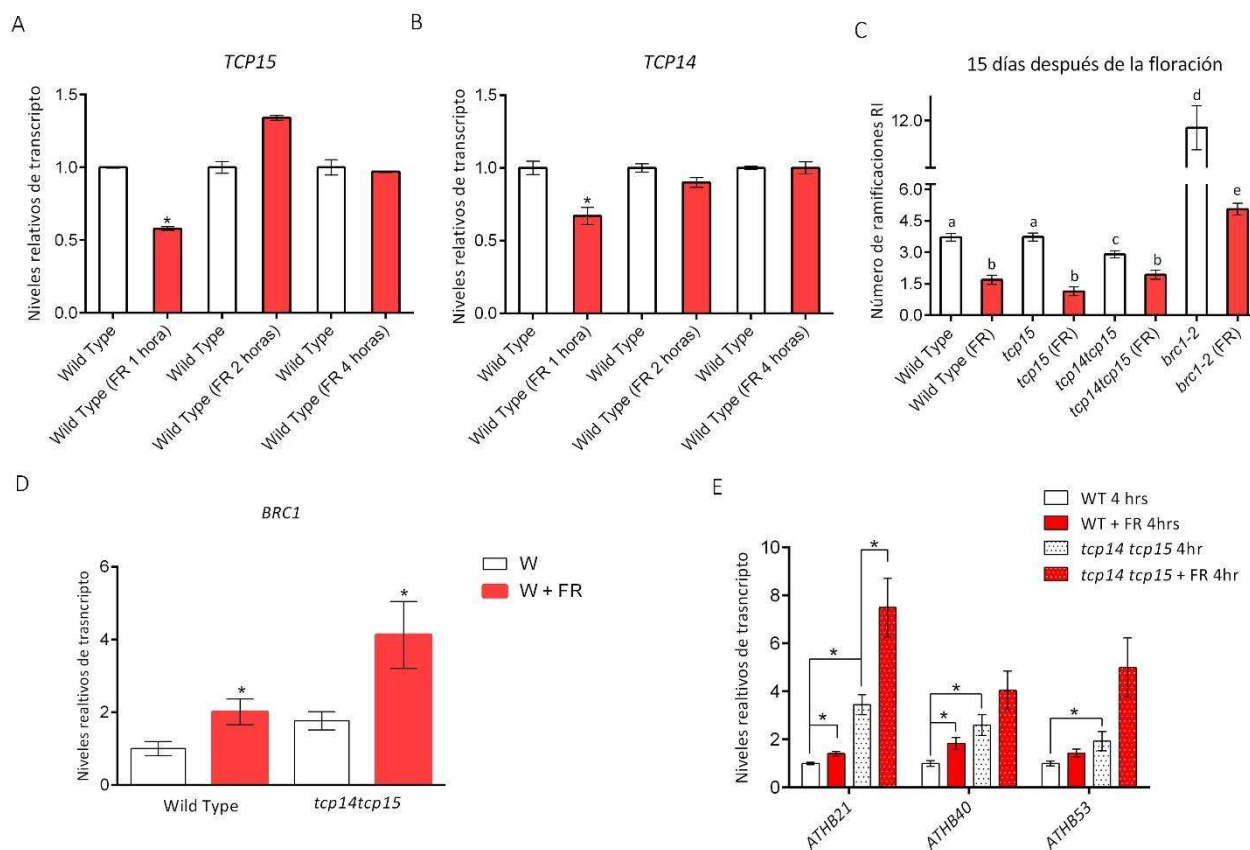 A
TCP15
Niveles relativos de transcripto
1.5
1.0
0.5
0.0
Wild Type
Wild Type (FR 1 hora)
Wild Type
Wild Type (FR 2 horas)
Wild Type
Wild Type (FR 4 horas)
*
B
TCP14
Niveles relativos de transcripto
1.5
1.0
0.5
0.0
Wild Type
Wild Type (FR 1 hora)
Wild Type
Wild Type (FR 2 horas)
Wild Type
Wild Type (FR 4 horas)
*
C
15 días después de la floración
Número de ramificaciones RI
12.0
6.0
4.5
3.0
1.5
0.0
a
b
a
b
c
b
d
e
Wild Type
Wild Type (FR)
tcp15
tcp15 (FR)
tcp14tcp15
tcp14tcp15 (FR)
brc1-2
brc1-2 (FR)
D
BRC1
Niveles realtivos de trasncripto
6
4
2
0
*
*
Wild Type
tcp14tcp15
W
W + FR
E
WT 4 hrs
WT + FR 4hrs
tcp14 tcp15 4hr
tcp14 tcp15 + FR 4hr
Niveles realtivos de transcripto
10
8
6
4
2
0
*
*
*
*
*
*
ATHB21
ATHB40
ATHB53